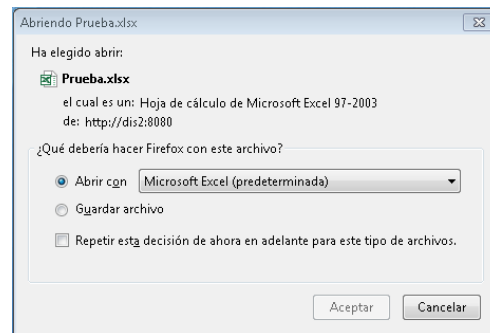 Abriendo Prueba.xlsx
Ha elegido abrir:
Prueba.xlsx
el cual es un: Hoja de cálculo de Microsoft Excel 97-2003
de: http://dis2:8080
¿Qué debería hacer Firefox con este archivo?
Abrir con Microsoft Excel (predeterminada)
Guardar archivo
Repetir esta decisión de ahora en adelante para este tipo de archivos.
Aceptar Cancelar